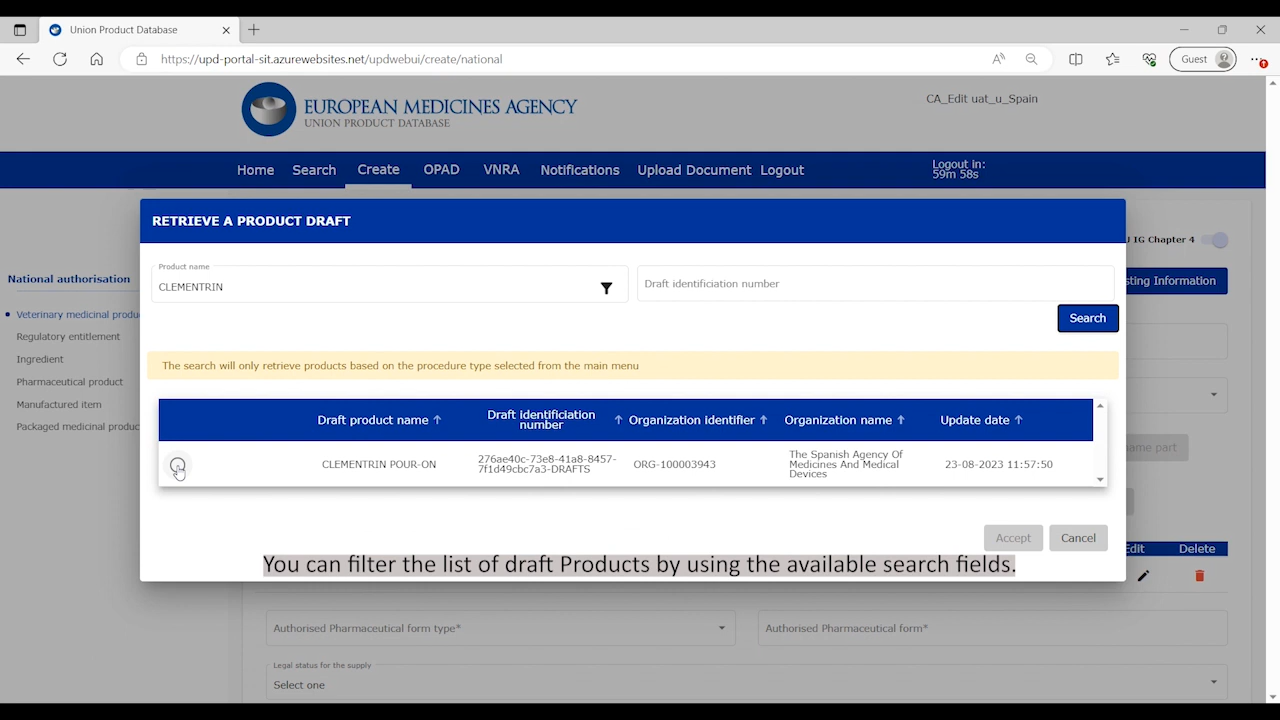 Union Product Database
https://upd-portal-sit.azurewebsites.net/updwebui/create/national
Guest
EUROPEAN MEDICINES AGENCY
UNION PRODUCT DATABASE
CA_Edit uat_u_Spain
Home Search Create OPAD VNRA Notifications Upload Document Logout
Logout in:
59m 58s
RETRIEVE A PRODUCT DRAFT
IG Chapter 4
National authorisation
Product name
CLEMENTRIN
Draft identificiation number
Information
Search
Veterinary medicinal
Regulatory entitlement
Ingredient
Pharmaceutical product
Manufactured item
Packaged medicinal
The search will only retrieve products based on the procedure type selected from the main menu
Draft product name Draft identificiation number Organization identifier Organization name Update date
part
CLEMENTRIN POUR-ON
276ae40c-73e8-41a8-8457-
7f1d49cbc7a3-DRAFTS
ORG-100003943
The Spanish Agency Of
Medicines And Medical
Devices
23-08-2023 11:57:50
Accept Cancel
Edit Delete
You can filter the list of draft Products by using the available search fields.
Authorised Pharmaceutical form type* Authorised Pharmaceutical form*
Legal status for the supply
Select one